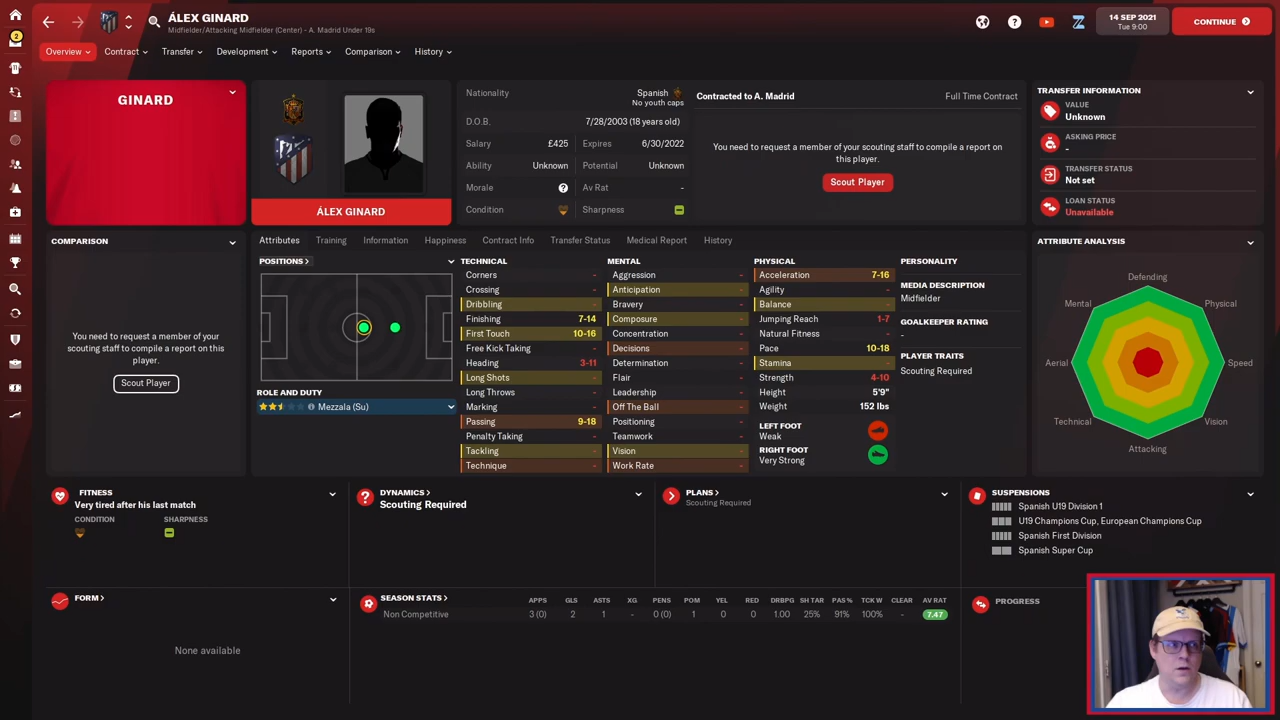 2
ÁLEX GINARD
Midfielder/Attacking Midfielder (Center) - A. Madrid Under 19s
14 SEP 2021
Tue 9:00
CONTINUE
Overview
Contract
Transfer
Development
Reports
Comparison
History
GINARD
ÁLEX GINARD
Nationality Spanish
No youth caps
D.O.B. 7/28/2003 (18 years old)
Salary £425 Expires 6/30/2022
Ability Unknown Potential Unknown
Morale ? Av Rat -
Condition Sharpness
Contracted to A. Madrid Full Time Contract
You need to request a member of your scouting staff to compile a report on
this player.
Scout Player
TRANSFER INFORMATION
VALUE
Unknown
ASKING PRICE
-
TRANSFER STATUS
Not set
LOAN STATUS
Unavailable
COMPARISON
You need to request a member of your
scouting staff to compile a report on this
player.
Scout Player
Attributes
Training
Information
Happiness
Contract Info
Transfer Status
Medical Report
History
POSITIONS >
ROLE AND DUTY
Mezzala (Su)
TECHNICAL
Corners -
Crossing -
Dribbling -
Finishing 7-14
First Touch 10-16
Free Kick Taking -
Heading 3-11
Long Shots -
Long Throws -
Marking -
Passing 9-18
Penalty Taking -
Tackling -
Technique -
MENTAL
Aggression -
Anticipation -
Bravery -
Composure -
Concentration -
Decisions -
Determination -
Flair -
Leadership -
Off The Ball -
Positioning -
Teamwork -
Vision -
Work Rate -
PHYSICAL
Acceleration 7-16
Agility -
Balance -
Jumping Reach 1-7
Natural Fitness -
Pace 10-18
Stamina -
Strength 4-10
Height 5'9"
Weight 152 lbs
LEFT FOOT
Weak
RIGHT FOOT
Very Strong
PERSONALITY
MEDIA DESCRIPTION
Midfielder
GOALKEEPER RATING
-
PLAYER TRAITS
Scouting Required
ATTRIBUTE ANALYSIS
Defending
Mental
Physical
Aerial
Speed
Technical
Vision
Attacking
FITNESS
Very tired after his last match
CONDITION SHARPNESS
DYNAMICS >
Scouting Required
PLANS >
Scouting Required
SUSPENSIONS
Spanish U19 Division 1
U19 Champions Cup, European Champions Cup
Spanish First Division
Spanish Super Cup
FORM >
None available
SEASON STATS >
APPS GLS ASTS XG PENS POM YEL RED DRBPG SH TAR PAS % TCK W CLEAR AV RAT
Non Competitive 3 (0) 2 1 - 0 (0) 1 0 0 1.00 25% 91% 100% - 7.47
PROGRESS